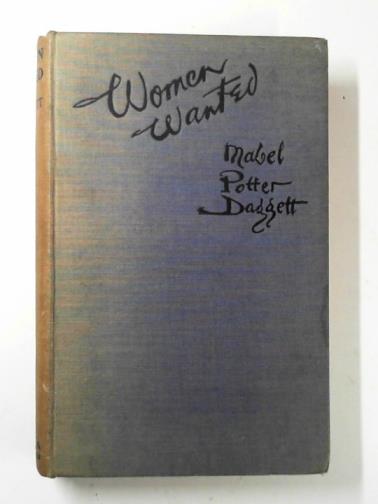 Women
Wanted
Mabel
Potter
Daggett